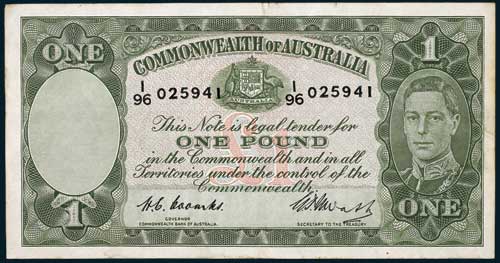 ONE
COMMONWEALTH OF AUSTRALIA
1
I/96 025941
AUSTRALIA
I/96 025941
This Note is legal tender for
ONE POUND
in the Commonwealth and in all
Territories under the control of the
Commonwealth.
H.C. Coombs.
GOVERNOR
COMMONWEALTH BANK OF AUSTRALIA
SECRETARY TO THE TREASURY
1
ONE